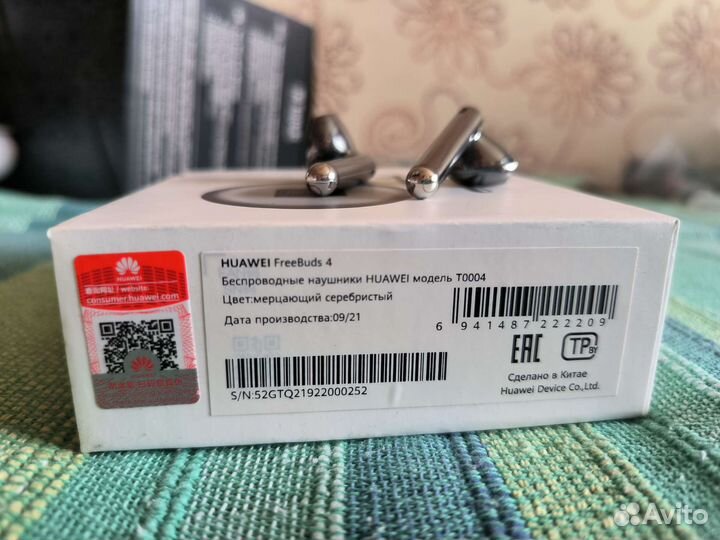 HUAWEI
官方网址 / website:
consumer.huawei.com
HUAWEI FreeBuds 4
Беспроводные наушники HUAWEI модель T0004
Цвет:мерцающий серебристый
Дата производства:09/21
S/N:52GTQ21922000252
6 941487 222209
EAC
TP BY
Сделано в Китае
Huawei Device Co.,Ltd.
Avito